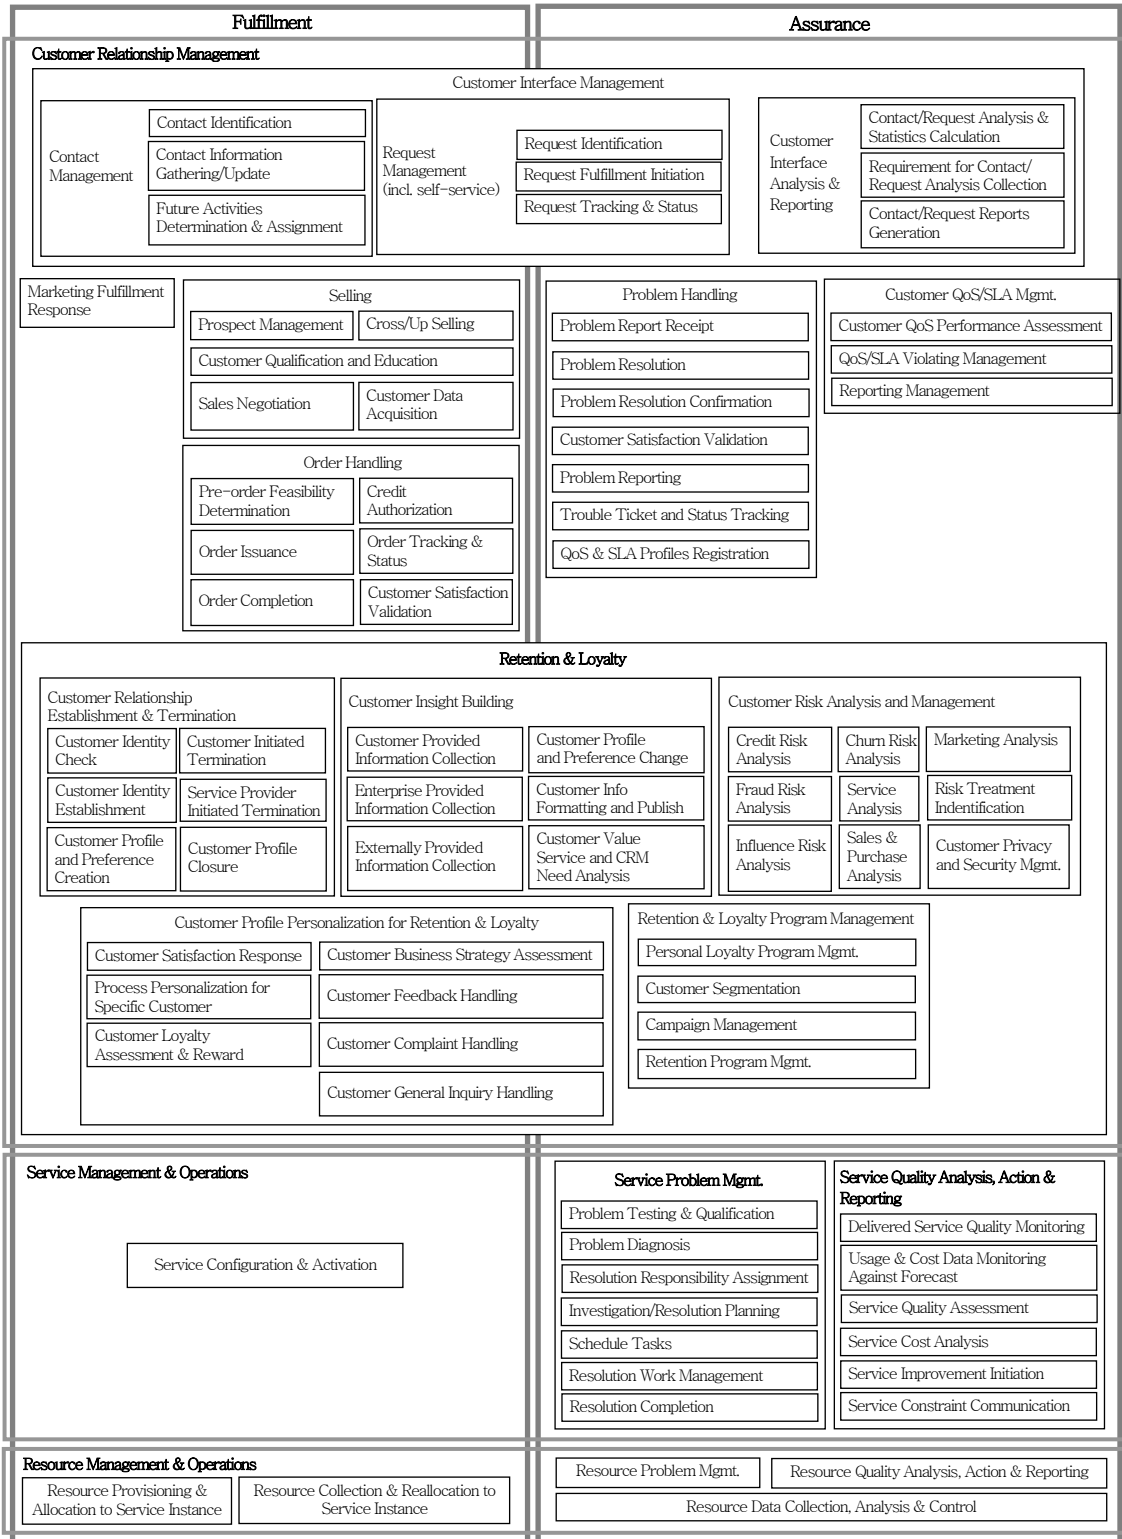 Fulfillment
Assurance
Customer Relationship Management
Customer Interface Management
Contact
Management
Contact Identification
Contact Information
Gathering/Update
Future Activities
Determination & Assignment
Request
Management
(incl. self-service)
Request Identification
Request Fulfillment Initiation
Request Tracking & Status
Customer
Interface
Analysis &
Reporting
Contact/Request Analysis &
Statistics Calculation
Requirement for Contact/
Request Analysis Collection
Contact/Request Reports
Generation
Marketing Fulfillment
Response
Selling
Prospect Management
Cross/Up Selling
Customer Qualification and Education
Sales Negotiation
Customer Data
Acquisition
Order Handling
Pre-order Feasibility
Determination
Credit
Authorization
Order Issuance
Order Tracking &
Status
Order Completion
Customer Satisfaction
Validation
Problem Handling
Problem Report Receipt
Problem Resolution
Problem Resolution Confirmation
Customer Satisfaction Validation
Problem Reporting
Trouble Ticket and Status Tracking
QoS & SLA Profiles Registration
Customer QoS/SLA Mgmt.
Customer QoS Performance Assessment
QoS/SLA Violating Management
Reporting Management
Retention & Loyalty
Customer Relationship
Establishment & Termination
Customer Identity
Check
Customer Initiated
Termination
Customer Identity
Establishment
Service Provider
Initiated Termination
Customer Profile
and Preference
Creation
Customer Profile
Closure
Customer Insight Building
Customer Provided
Information Collection
Customer Profile
and Preference Change
Enterprise Provided
Information Collection
Customer Info
Formatting and Publish
Externally Provided
Information Collection
Customer Value
Service and CRM
Need Analysis
Customer Risk Analysis and Management
Credit Risk
Analysis
Churn Risk
Analysis
Marketing Analysis
Fraud Risk
Analysis
Service
Analysis
Risk Treatment
Indentification
Influence Risk
Analysis
Sales &
Purchase
Analysis
Customer Privacy
and Security Mgmt.
Customer Profile Personalization for Retention & Loyalty
Customer Satisfaction Response
Customer Business Strategy Assessment
Process Personalization for
Specific Customer
Customer Feedback Handling
Customer Loyalty
Assessment & Reward
Customer Complaint Handling
Customer General Inquiry Handling
Retention & Loyalty Program Management
Personal Loyalty Program Mgmt.
Customer Segmentation
Campaign Management
Retention Program Mgmt.
Service Management & Operations
Service Configuration & Activation
Service Problem Mgmt.
Problem Testing & Qualification
Problem Diagnosis
Resolution Responsibility Assignment
Investigation/Resolution Planning
Schedule Tasks
Resolution Work Management
Resolution Completion
Service Quality Analysis, Action &
Reporting
Delivered Service Quality Monitoring
Usage & Cost Data Monitoring
Against Forecast
Service Quality Assessment
Service Cost Analysis
Service Improvement Initiation
Service Constraint Communication
Resource Management & Operations
Resource Provisioning &
Allocation to Service Instance
Resource Collection & Reallocation to
Service Instance
Resource Problem Mgmt.
Resource Quality Analysis, Action & Reporting
Resource Data Collection, Analysis & Control